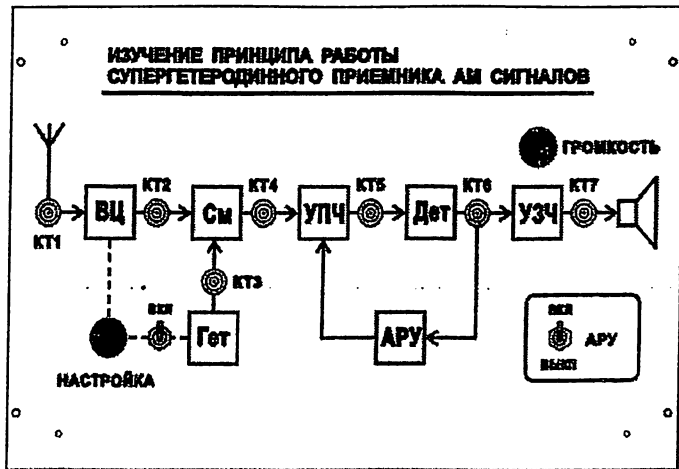 ИЗУЧЕНИЕ ПРИНЦИПА РАБОТЫ
СУПЕРГЕТЕРОДИННОГО ПРИЕМНИКА АМ СИГНАЛОВ
ГРОМКОСТЬ
КТ2 КТ4 КТ5 КТ6 КТ7
ВЦ См УПЧ Дет УЗЧ
КТ1
КТ3
ВКЛ
Гет АРУ
ВКЛ
АРУ
ВЫКЛ
НАСТРОЙКА